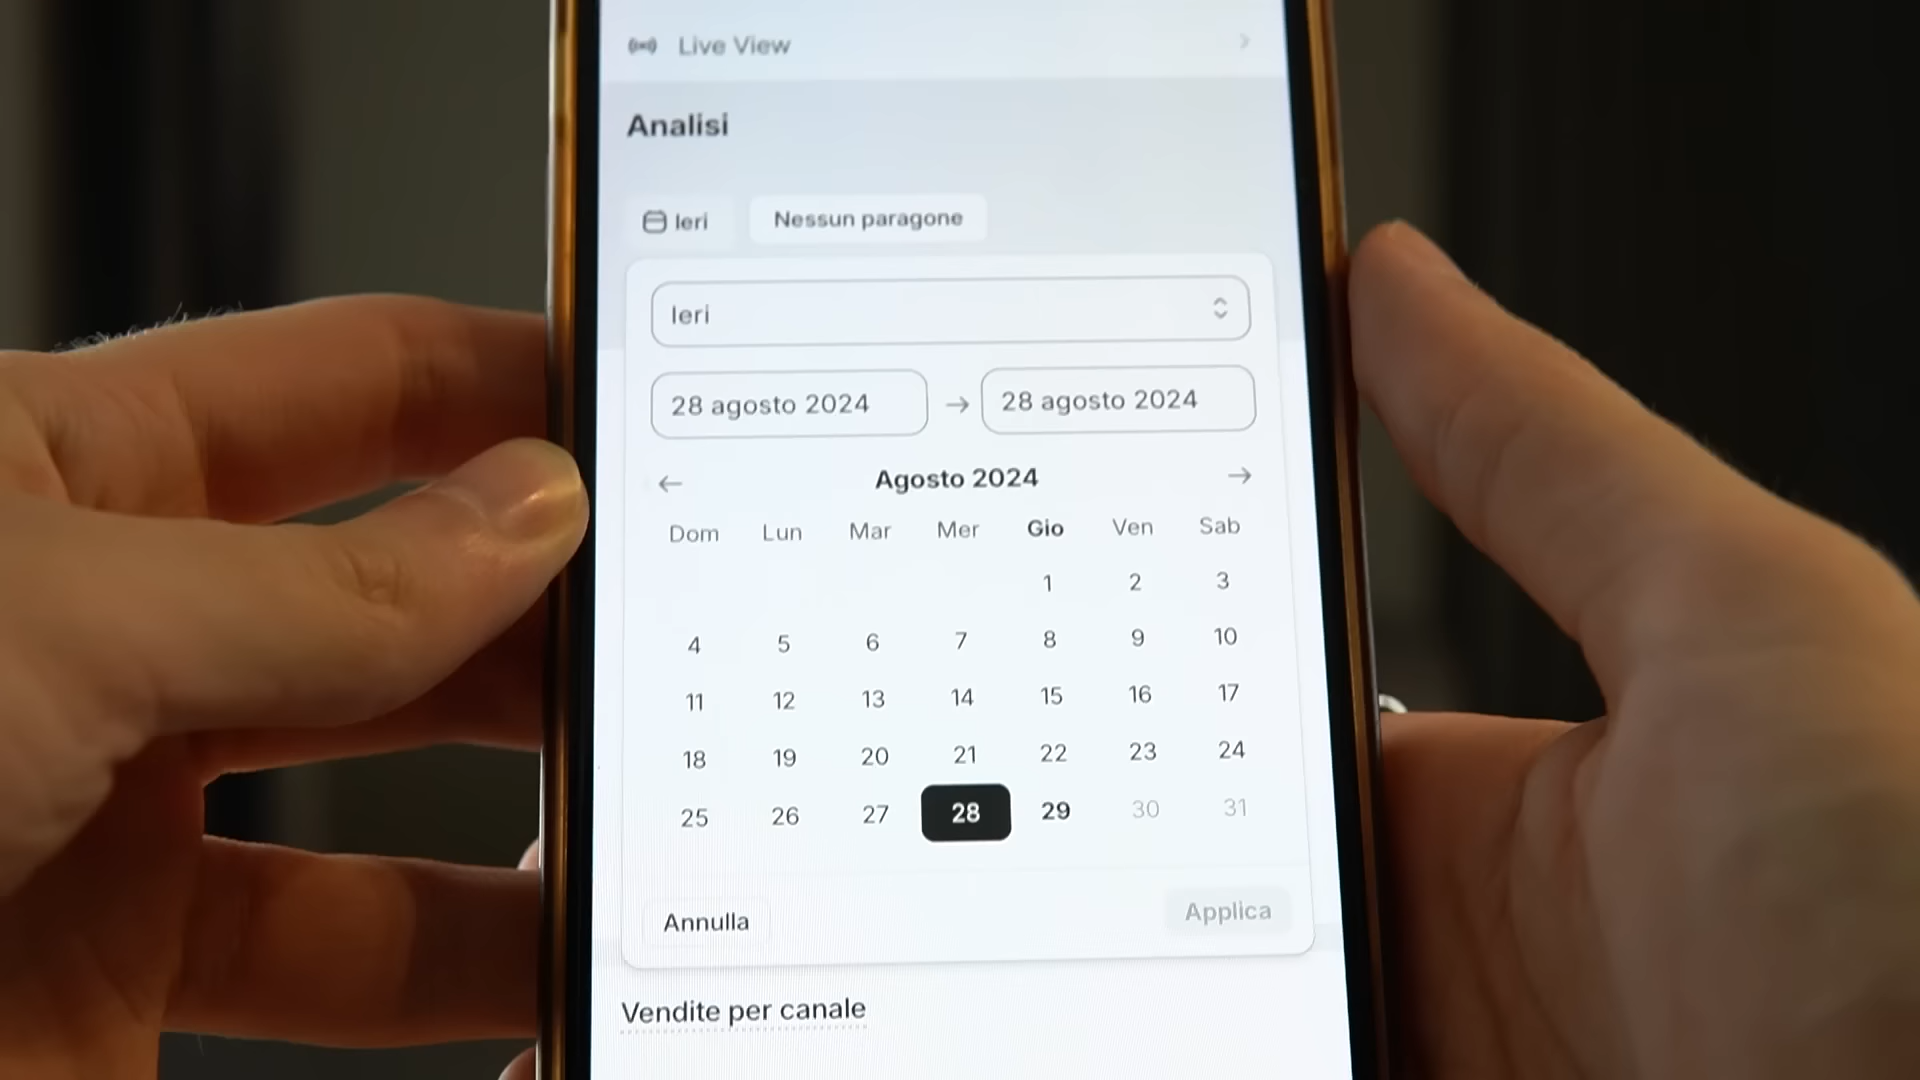 Live View
Analisi
Ieri Nessun paragone
Ieri
28 agosto 2024 → 28 agosto 2024
← Agosto 2024 →
Dom Lun Mar Mer Gio Ven Sab
1 2 3
4 5 6 7 8 9 10
11 12 13 14 15 16 17
18 19 20 21 22 23 24
25 26 27 28 29 30 31
Annulla Applica
Vendite per canale